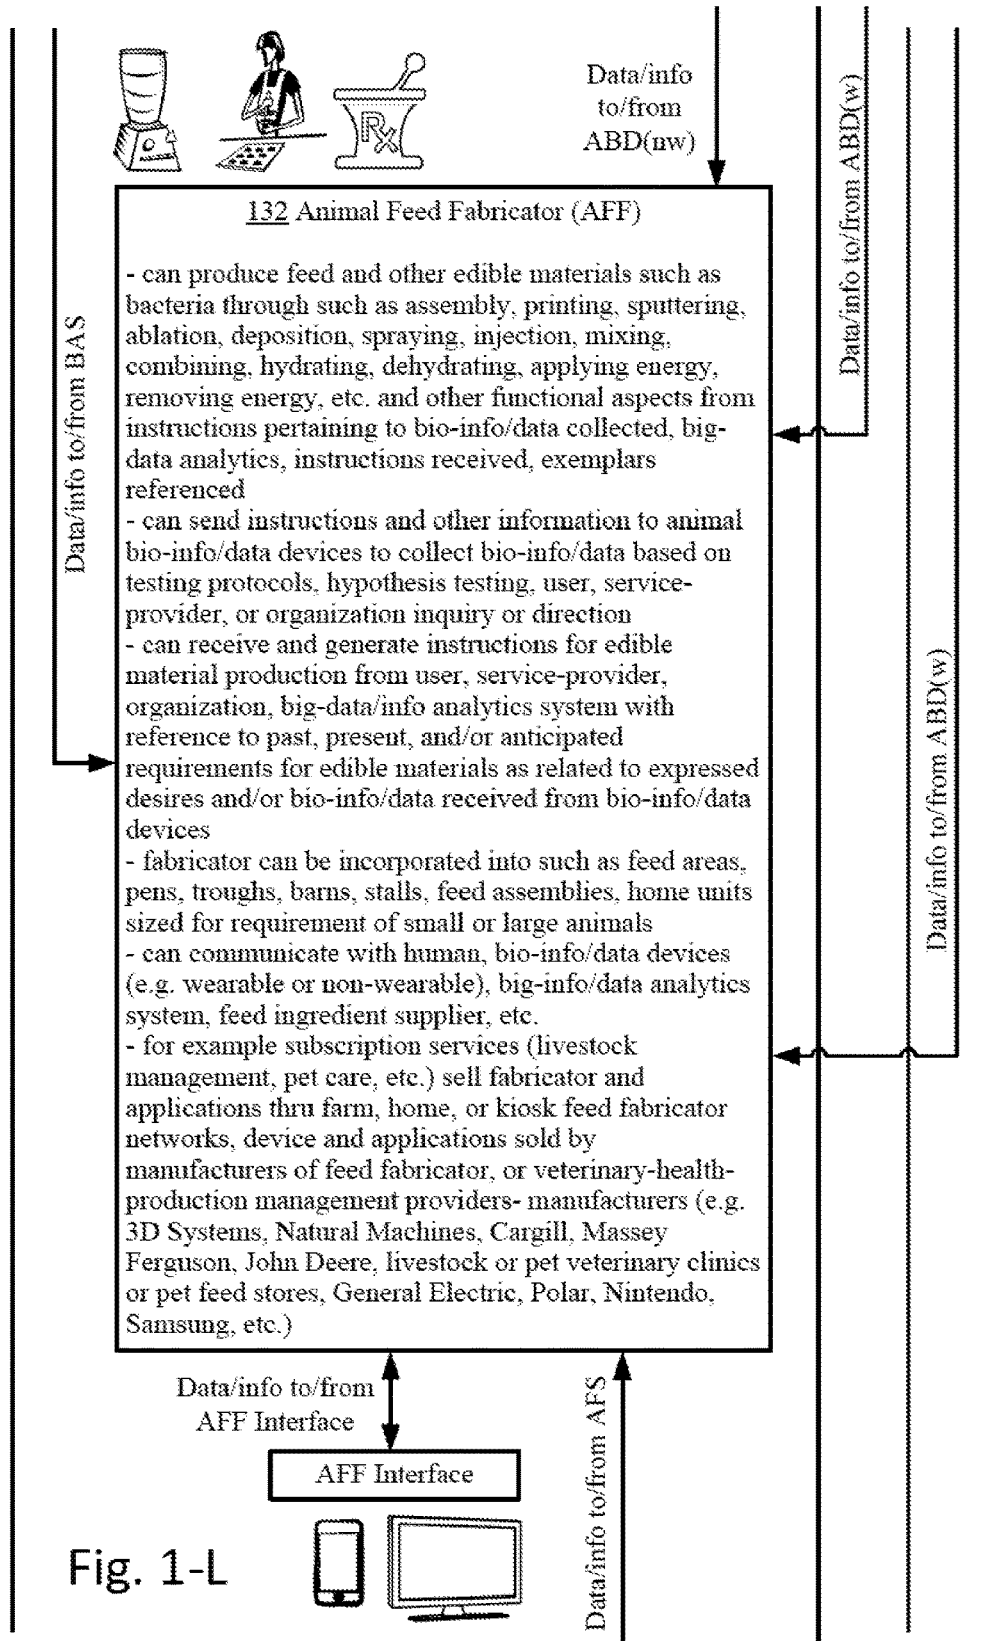 Data/info
to/from
ABD(nw)
Data/info to/from ABD(w)
Data/info to/from BAS
Rx
132 Animal Feed Fabricator (AFF)
- can produce feed and other edible materials such as
bacteria through such as assembly, printing, sputtering,
ablation, deposition, spraying, injection, mixing,
combining, hydrating, dehydrating, applying energy,
removing energy, etc. and other functional aspects from
instructions pertaining to bio-info/data collected, big-
data analytics, instructions received, exemplars
referenced
- can send instructions and other information to animal
bio-info/data devices to collect bio-info/data based on
testing protocols, hypothesis testing, user, service-
provider, or organization inquiry or direction
- can receive and generate instructions for edible
material production from user, service-provider,
organization, big-data/info analytics system with
reference to past, present, and/or anticipated
requirements for edible materials as related to expressed
desires and/or bio-info/data received from bio-info/data
devices
- fabricator can be incorporated into such as feed areas,
pens, troughs, barns, stalls, feed assemblies, home units
sized for requirement of small or large animals
- can communicate with human, bio-info/data devices
(e.g. wearable or non-wearable), big-info/data analytics
system, feed ingredient supplier, etc.
- for example subscription services (livestock
management, pet care, etc.) sell fabricator and
applications thru farm, home, or kiosk feed fabricator
networks, device and applications sold by
manufacturers of feed fabricator, or veterinary-health-
production management providers- manufacturers (e.g.
3D Systems, Natural Machines, Cargill, Massey
Ferguson, John Deere, livestock or pet veterinary clinics
or pet feed stores, General Electric, Polar, Nintendo,
Samsung, etc.)
Data/info to/from ABD(w)
Data/info to/from
AFF Interface
AFF Interface
Data/info to/from AFS
Fig. 1-L